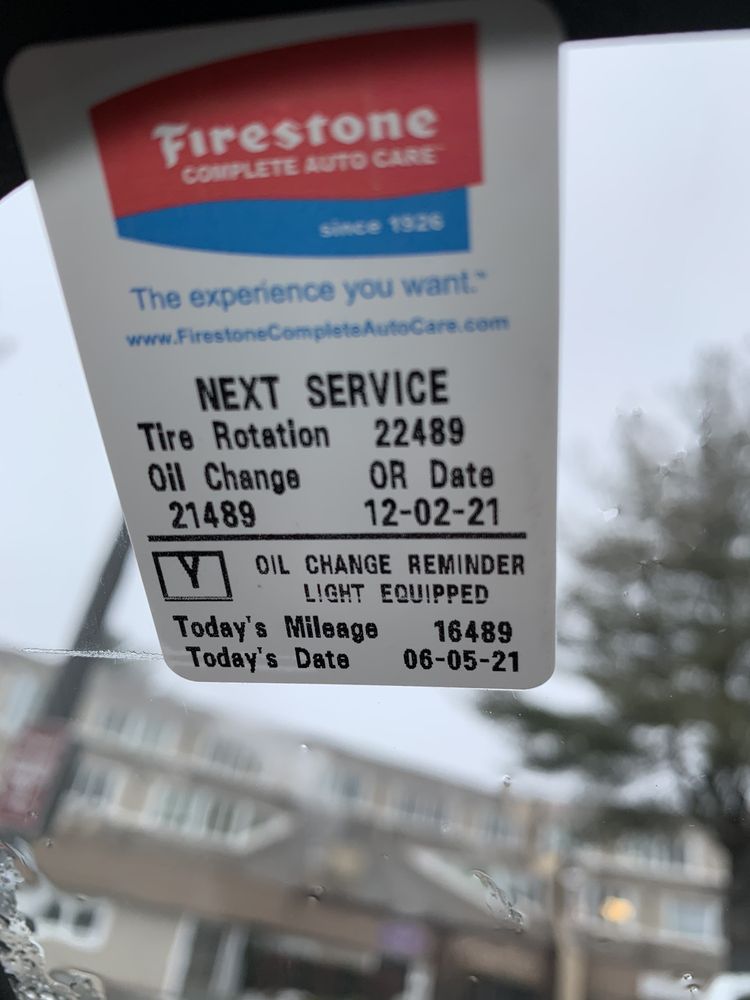 Firestone
COMPLETE AUTO CARE™
since 1926
The experience you want.™
www.FirestoneCompleteAutoCare.com
NEXT SERVICE
Tire Rotation 22489
Oil Change OR Date
21489 12-02-21
Y OIL CHANGE REMINDER
LIGHT EQUIPPED
Today's Mileage 16489
Today's Date 06-05-21